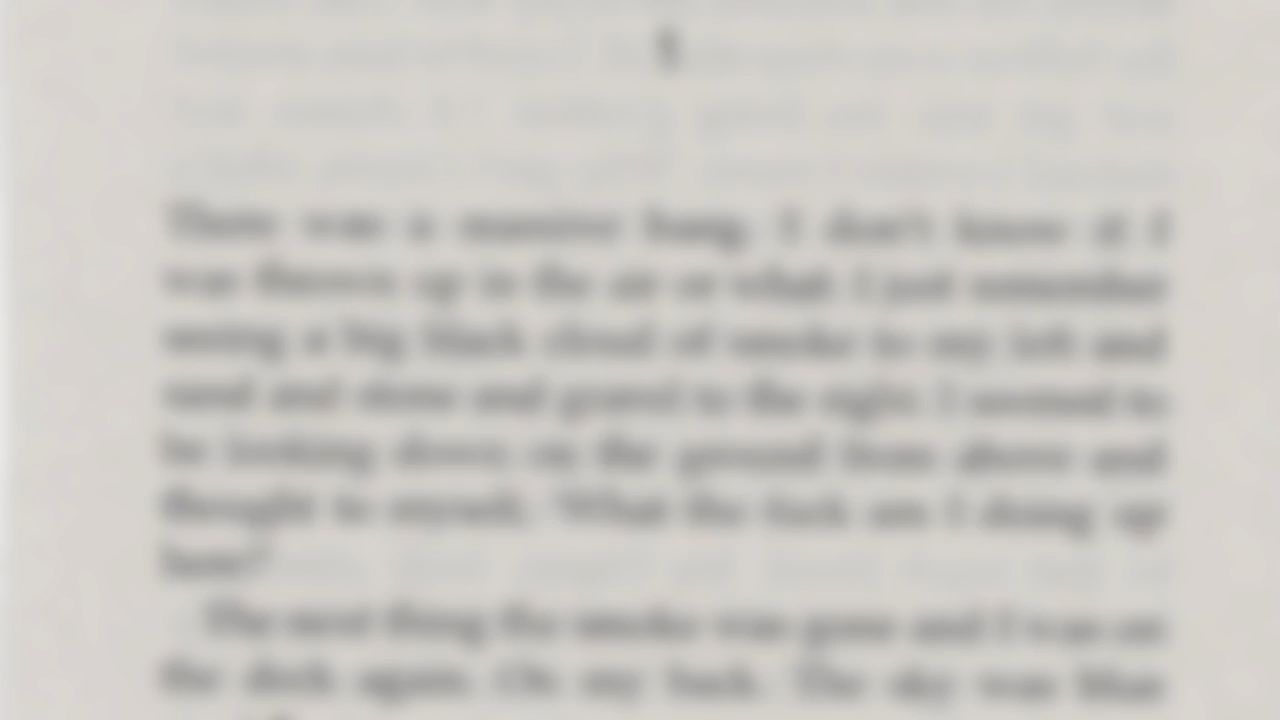 1
There was a massive bang. I don't know if I
was thrown up in the air or what. I just remember
seeing a big black cloud of smoke to my left and
sand and stone and gravel to the right. I seemed to
be looking down on the ground from above and
thought to myself, 'What the fuck am I doing up
here?'
The next thing the smoke was gone and I was on
the deck again. On my back. The sky was blue